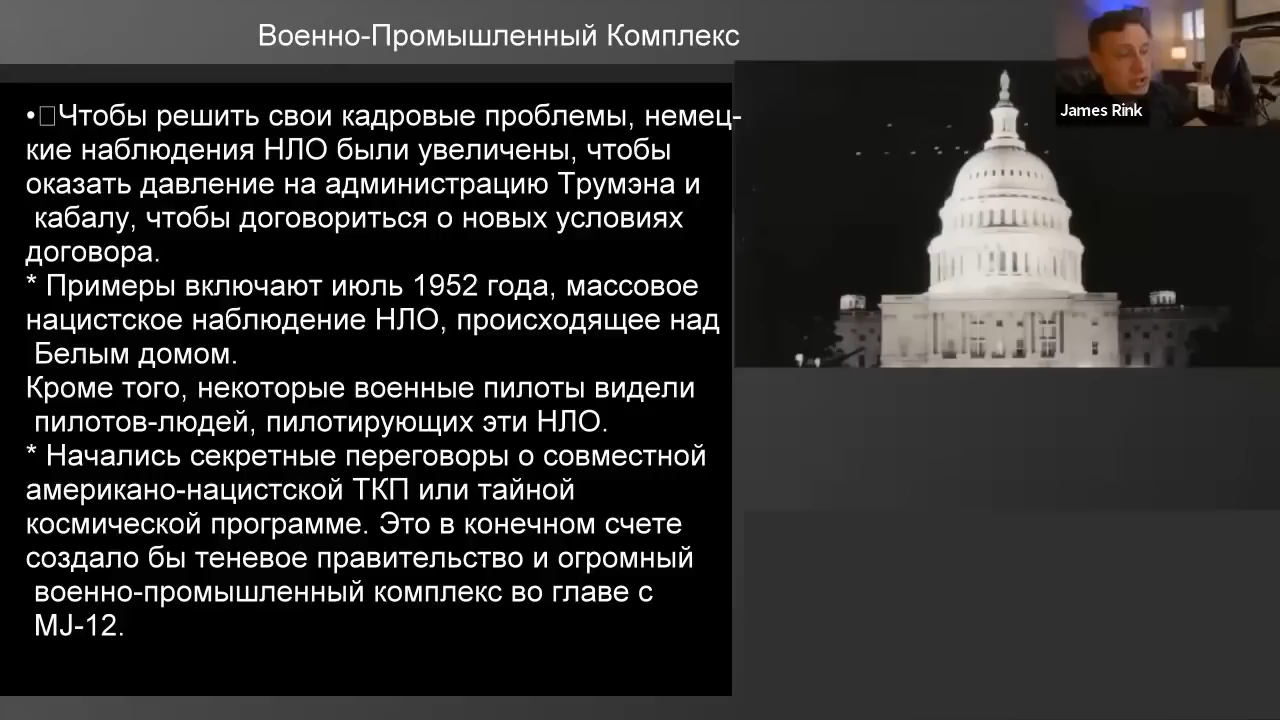 Военно-Промышленный Комплекс
James Rink
•□Чтобы решить свои кадровые проблемы, немец-
кие наблюдения НЛО были увеличены, чтобы
оказать давление на администрацию Трумэна и
кабалу, чтобы договориться о новых условиях
договора.
* Примеры включают июль 1952 года, массовое
нацистское наблюдение НЛО, происходящее над
Белым домом.
Кроме того, некоторые военные пилоты видели
пилотов-людей, пилотирующих эти НЛО.
* Начались секретные переговоры о совместной
американо-нацистской ТКП или тайной
космической программе. Это в конечном счете
создало бы теневое правительство и огромный
военно-промышленный комплекс во главе с
MJ-12.